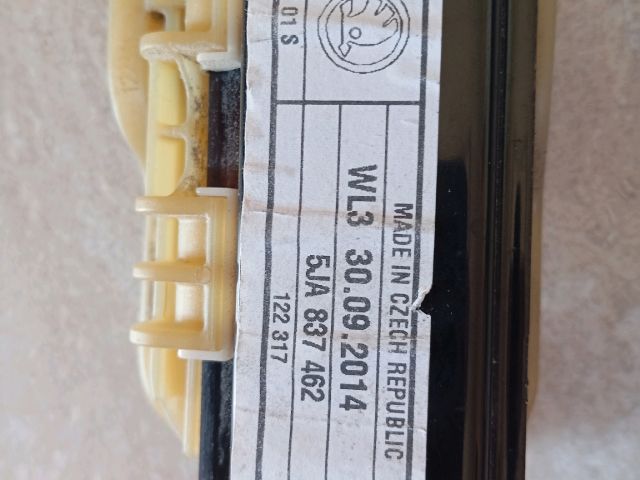 01 S
MADE IN CZECH REPUBLIC
WL3 30.09.2014
5JA 837 462
122 317